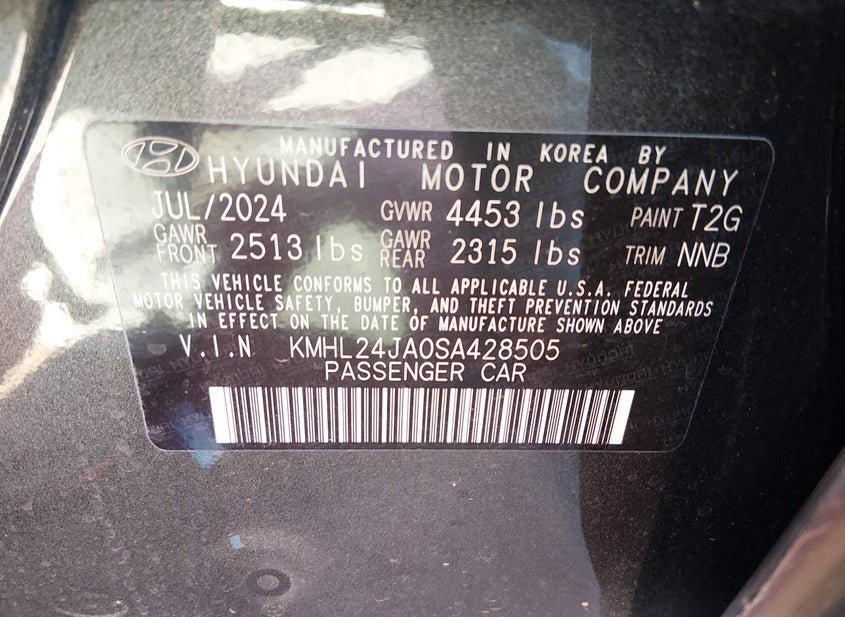 MANUFACTURED IN KOREA BY
HYUNDAI MOTOR COMPANY
JUL/2024 GVWR 4453 lbs PAINT T2G
GAWR FRONT 2513 lbs GAWR REAR 2315 lbs TRIM NNB
THIS VEHICLE CONFORMS TO ALL APPLICABLE U.S.A. FEDERAL
MOTOR VEHICLE SAFETY, BUMPER, AND THEFT PREVENTION STANDARDS
IN EFFECT ON THE DATE OF MANUFACTURE SHOWN ABOVE
V.I.N KMHL24JA0SA428505
PASSENGER CAR